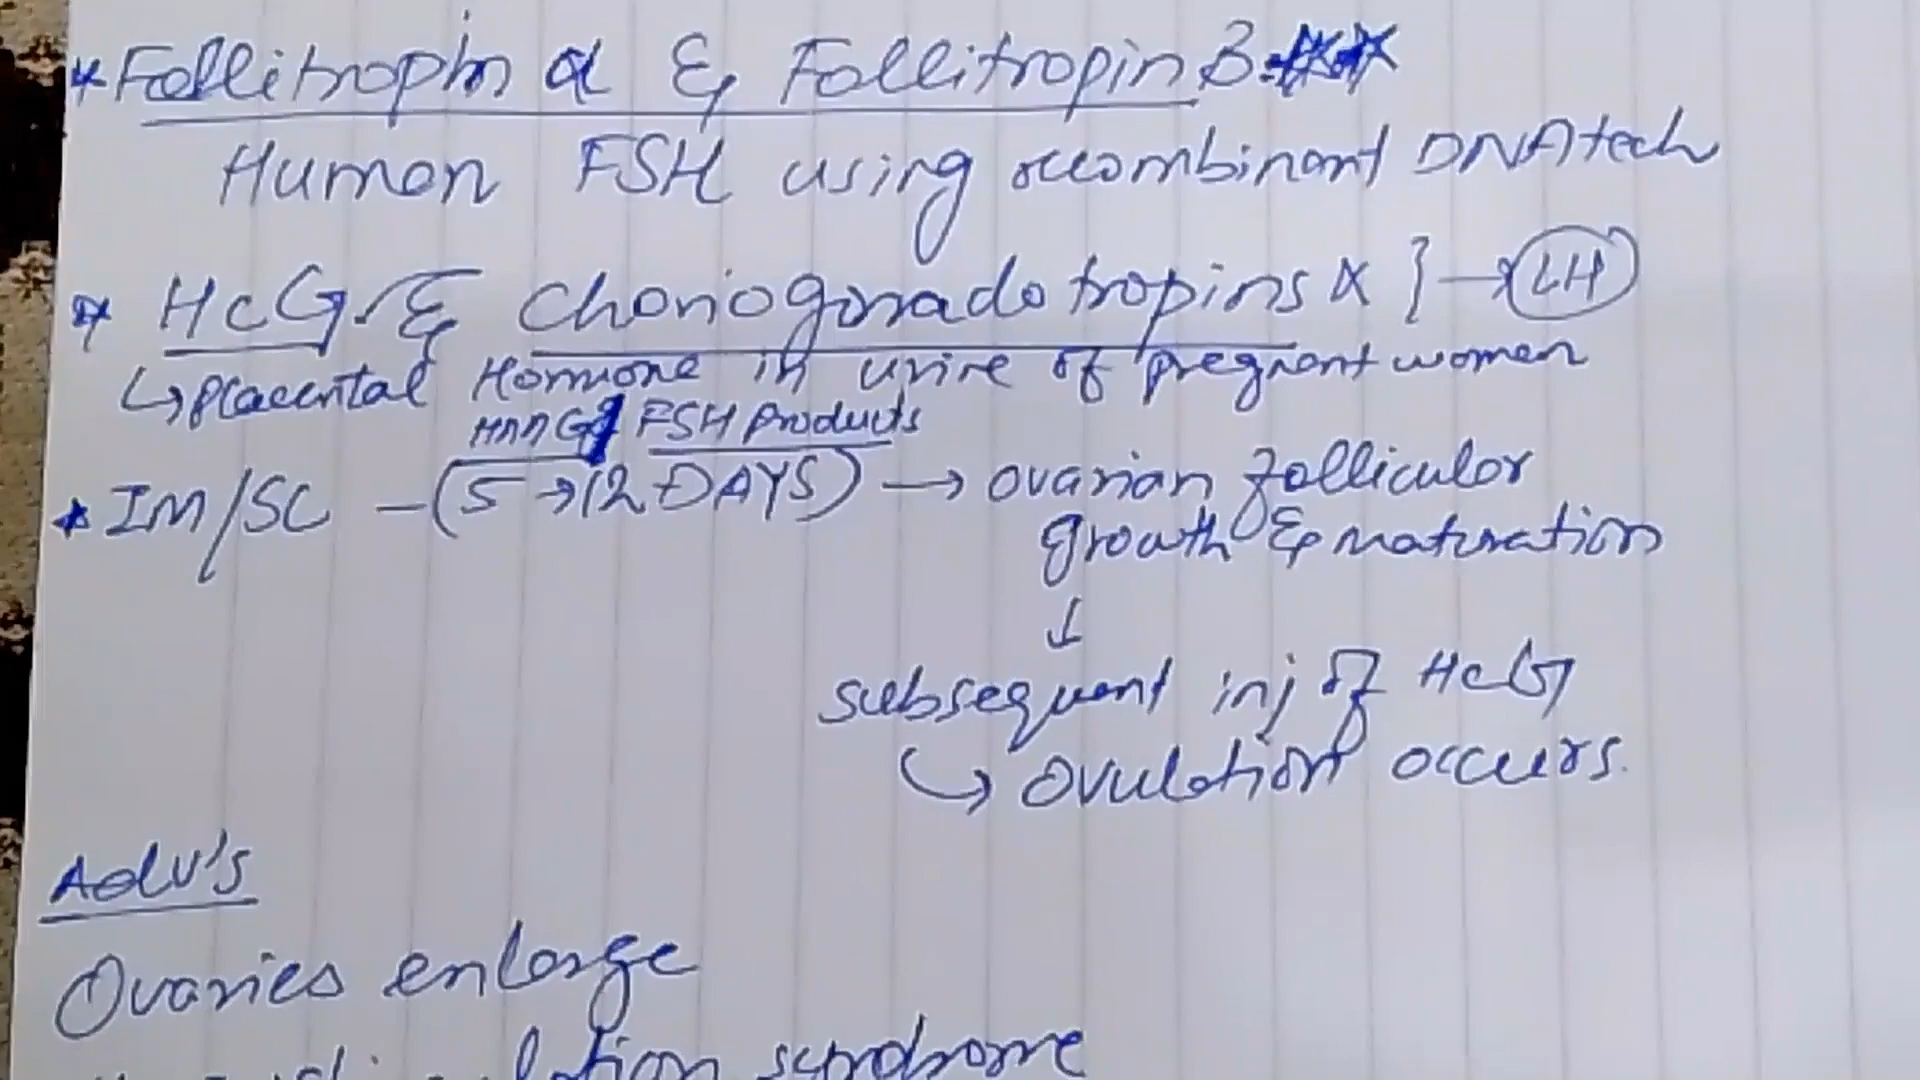 * Follitropin α & Follitropin β
Human FSH using recombinant DNA tech
* HCG & Choriogonadotropins α } → LH
↳ placental Hormone in urine of pregnant women
HMG FSH Products
* IM/SC - (5 → 12 DAYS) → ovarian follicular
growth & maturation
↓
subsequent inj of HCG
↳ ovulation occurs.
Adv's
Ovaries enlarge
syndrome